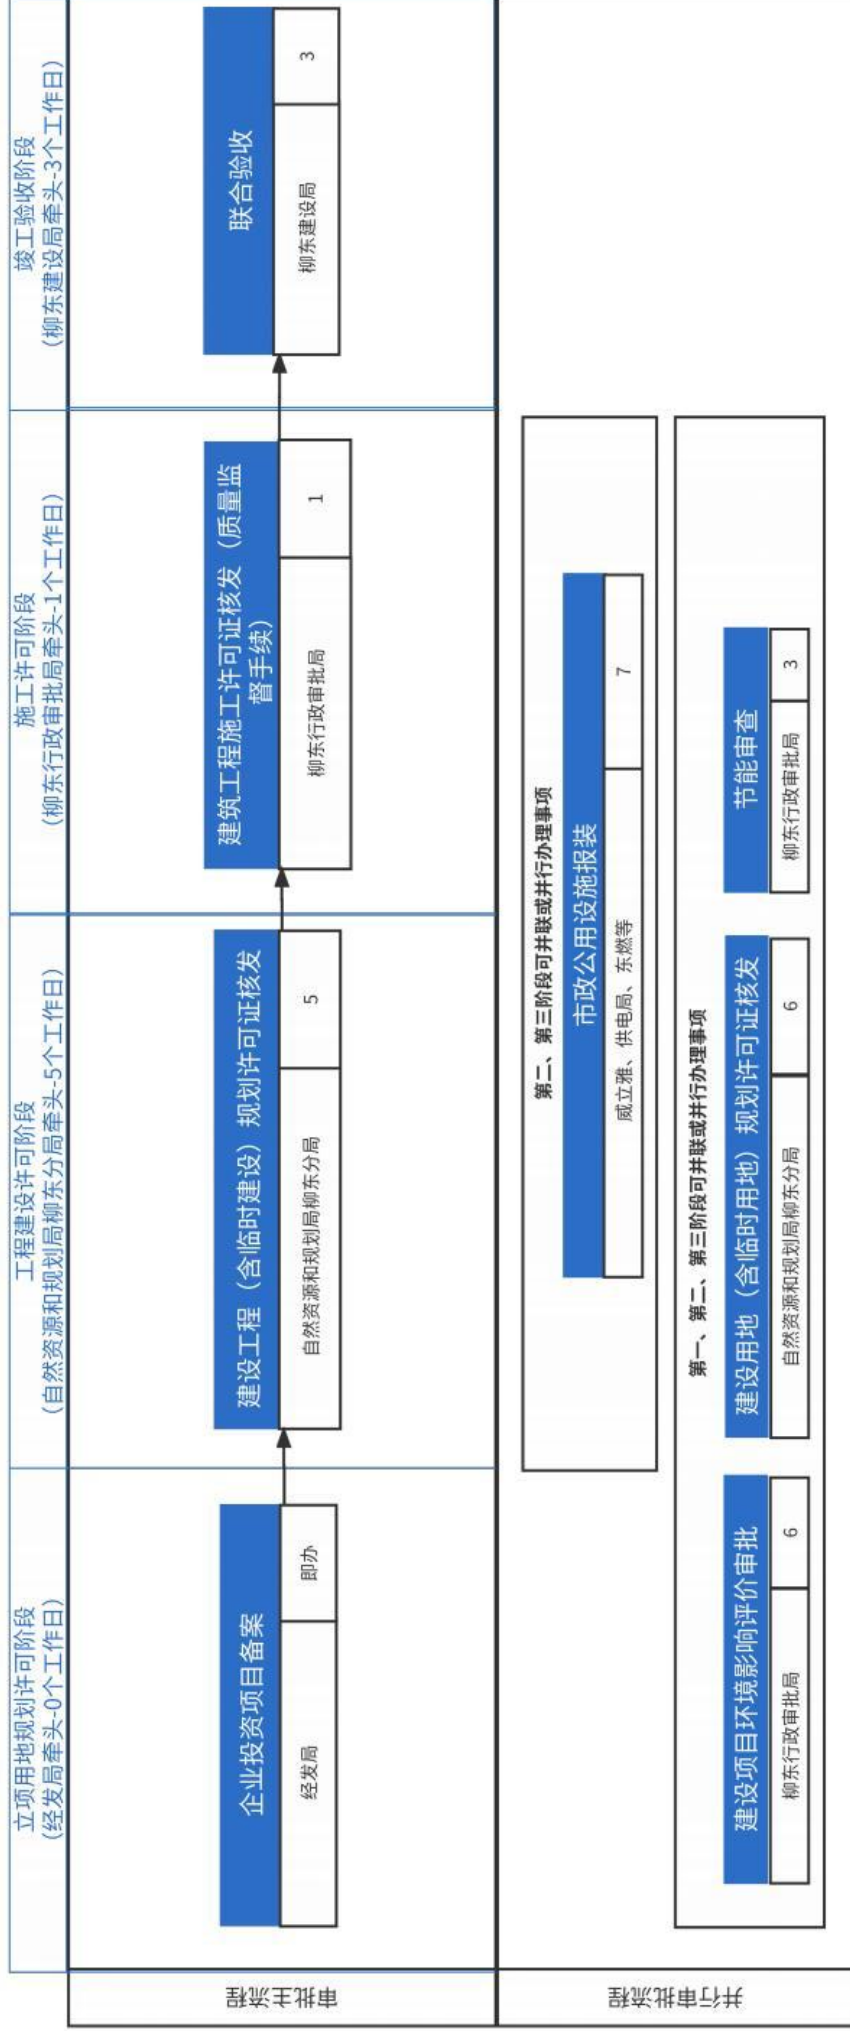 立项用地规划许可阶段
（经发局牵头-0个工作日）
工程建设许可阶段
（自然资源和规划局柳东分局牵头-5个工作日）
施工许可阶段
（柳东行政审批局牵头-1个工作日）
竣工验收阶段
（柳东建设局牵头-3个工作日）
审批主流程
企业投资项目备案
经发局
即办
建设工程（含临时建设）规划许可证核发
自然资源和规划局柳东分局
5
建筑工程施工许可证核发（质量监
督手续）
柳东行政审批局
1
联合验收
柳东建设局
3
并行审批流程
第二、第三阶段可并联或并行办理事项
市政公用设施报装
威立雅、供电局、东燃等
7
第一、第二、第三阶段可并联或并行办理事项
建设项目环境影响评价审批
柳东行政审批局
6
建设用地（含临时用地）规划许可证核发
自然资源和规划局柳东分局
6
节能审查
柳东行政审批局
3